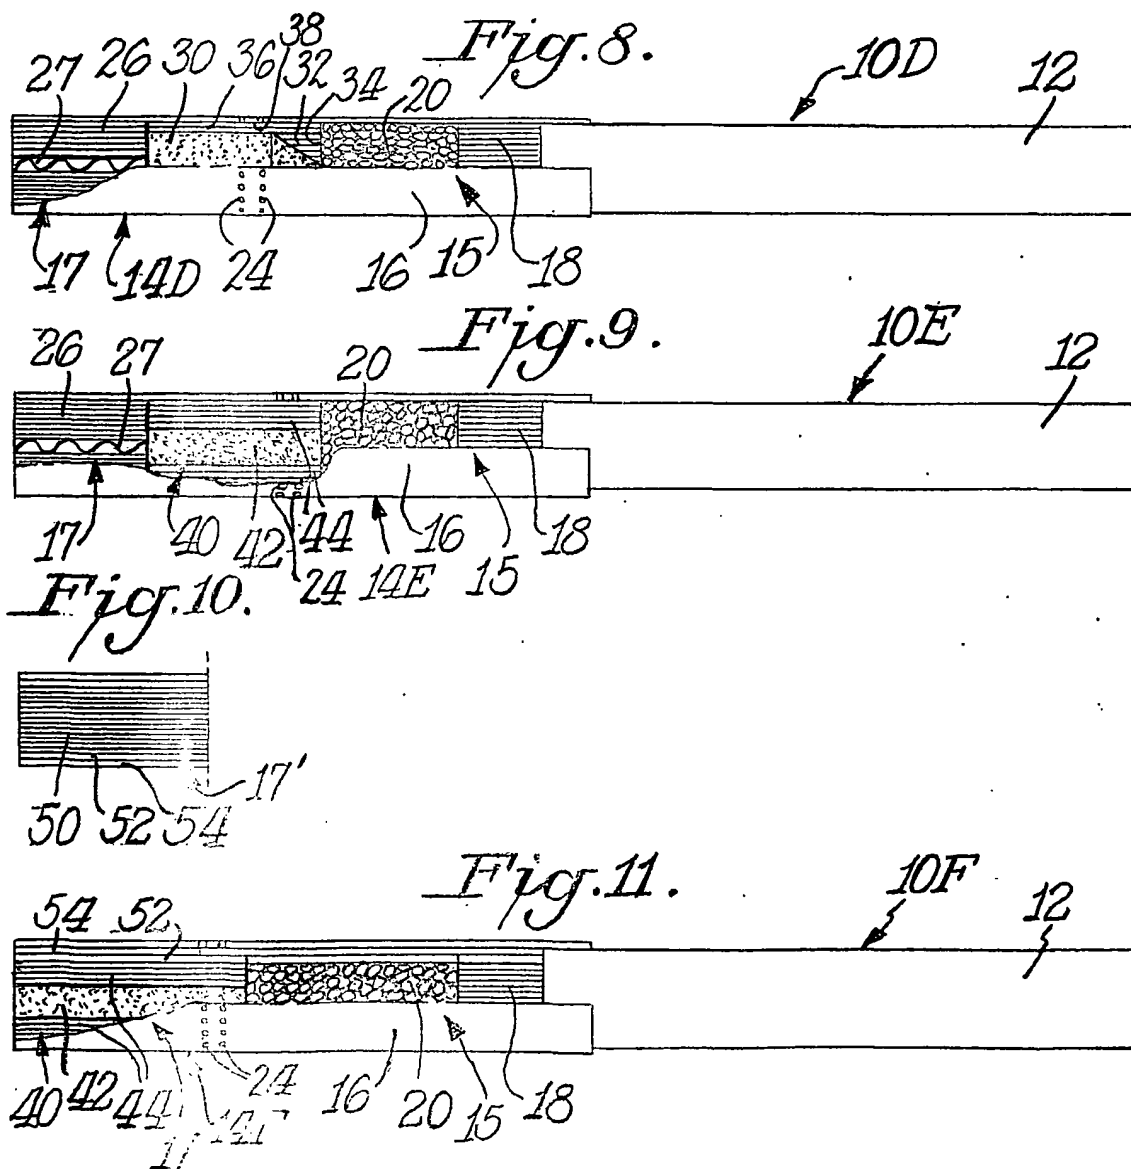 Fig. 8.
27 26 30 36 38 32 34 20 10D 12
17 14D 24 16 15 18
Fig. 9.
26 27 20 10E 12
17 40 42 44 16 15 18
24 14E
Fig. 10.
17'
50 52 54
Fig. 11.
54 52 10F 12
40 42 44 14F 24 16 20 15 18